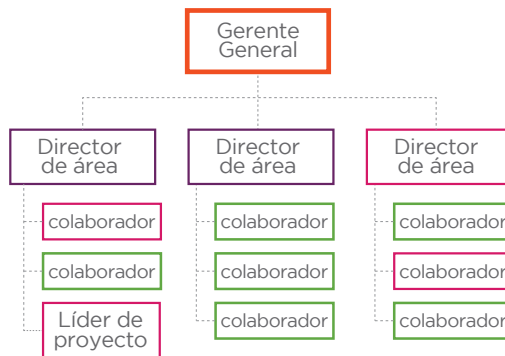 Gerente
General
Director
de área
colaborador
colaborador
Líder de
proyecto
Director
de área
colaborador
colaborador
colaborador
Director
de área
colaborador
colaborador
colaborador